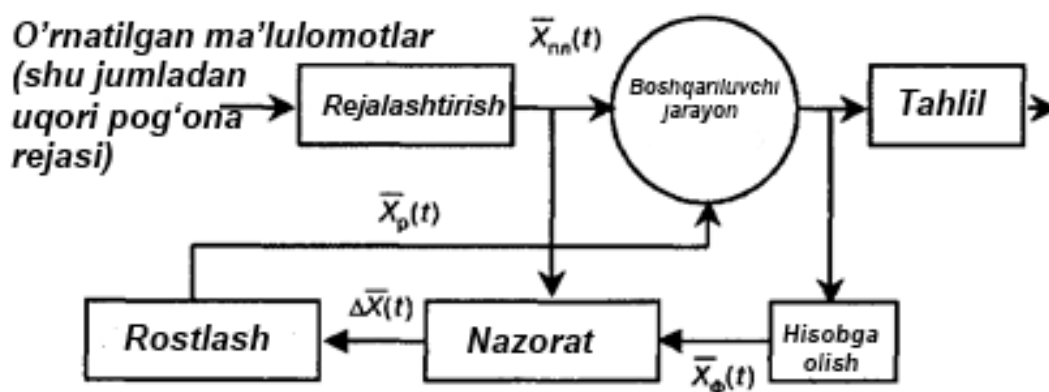 O'rnatilgan ma'lulomotlar
(shu jumladan
uqori pog'ona
rejasi)
Rejalashtirish
X̅пл(t)
Boshqariluvchi
jarayon
Tahlil
X̅р(t)
Rostlash
ΔX̅(t)
Nazorat
X̅Ф(t)
Hisobga
olish